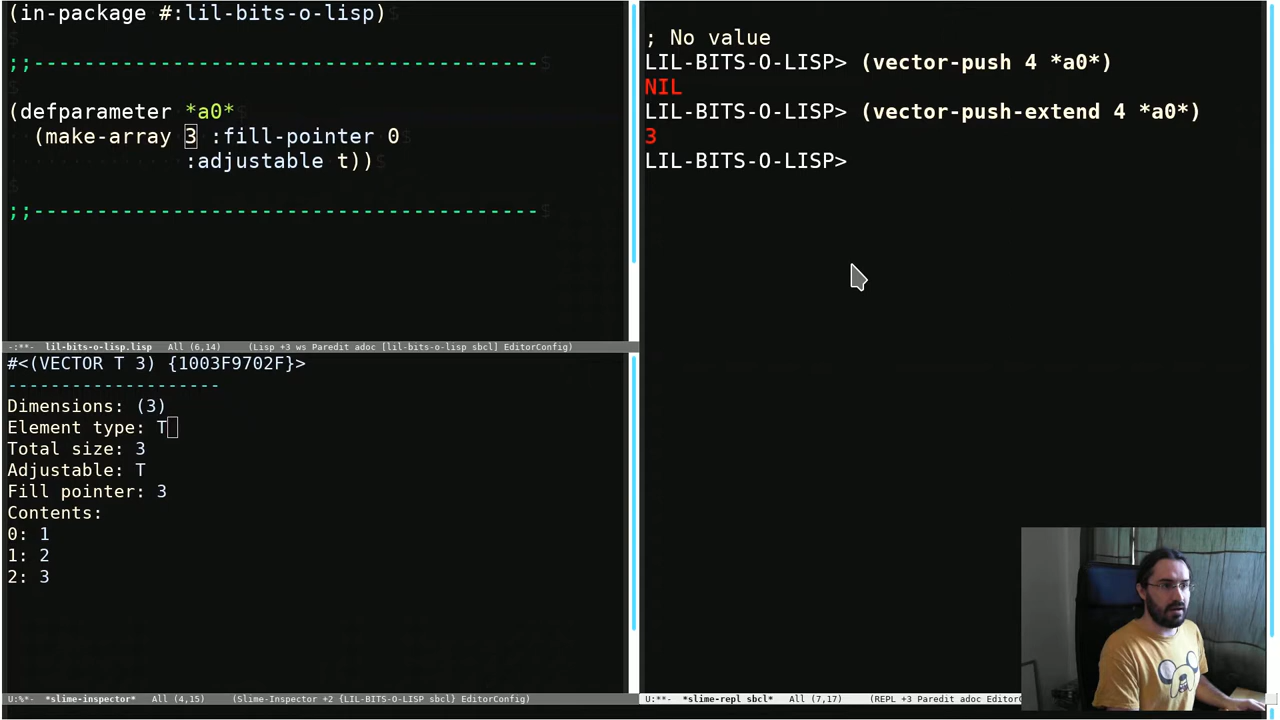 (in-package #:lil-bits-o-lisp)$
$
;;------------------------------------------$
$
(defparameter *a0*$
(make-array 3 :fill-pointer 0
:adjustable t))$
$
;;------------------------------------------$
-:**- lil-bits-o-lisp.lisp All (6,14) (Lisp +3 ws Paredit adoc [lil-bits-o-lisp sbcl] EditorConfig)
#<(VECTOR T 3) {1003F9702F}>
--------------------
Dimensions: (3)
Element type: T
Total size: 3
Adjustable: T
Fill pointer: 3
Contents:
0: 1
1: 2
2: 3
U:%*- *slime-inspector* All (4,15) (Slime-Inspector +2 {LIL-BITS-O-LISP sbcl} EditorConfig)
; No value
LIL-BITS-O-LISP> (vector-push 4 *a0*)
NIL
LIL-BITS-O-LISP> (vector-push-extend 4 *a0*)
3
LIL-BITS-O-LISP>
U:**- *slime-repl sbcl* All (7,17) (REPL +3 Paredit adoc EditorC